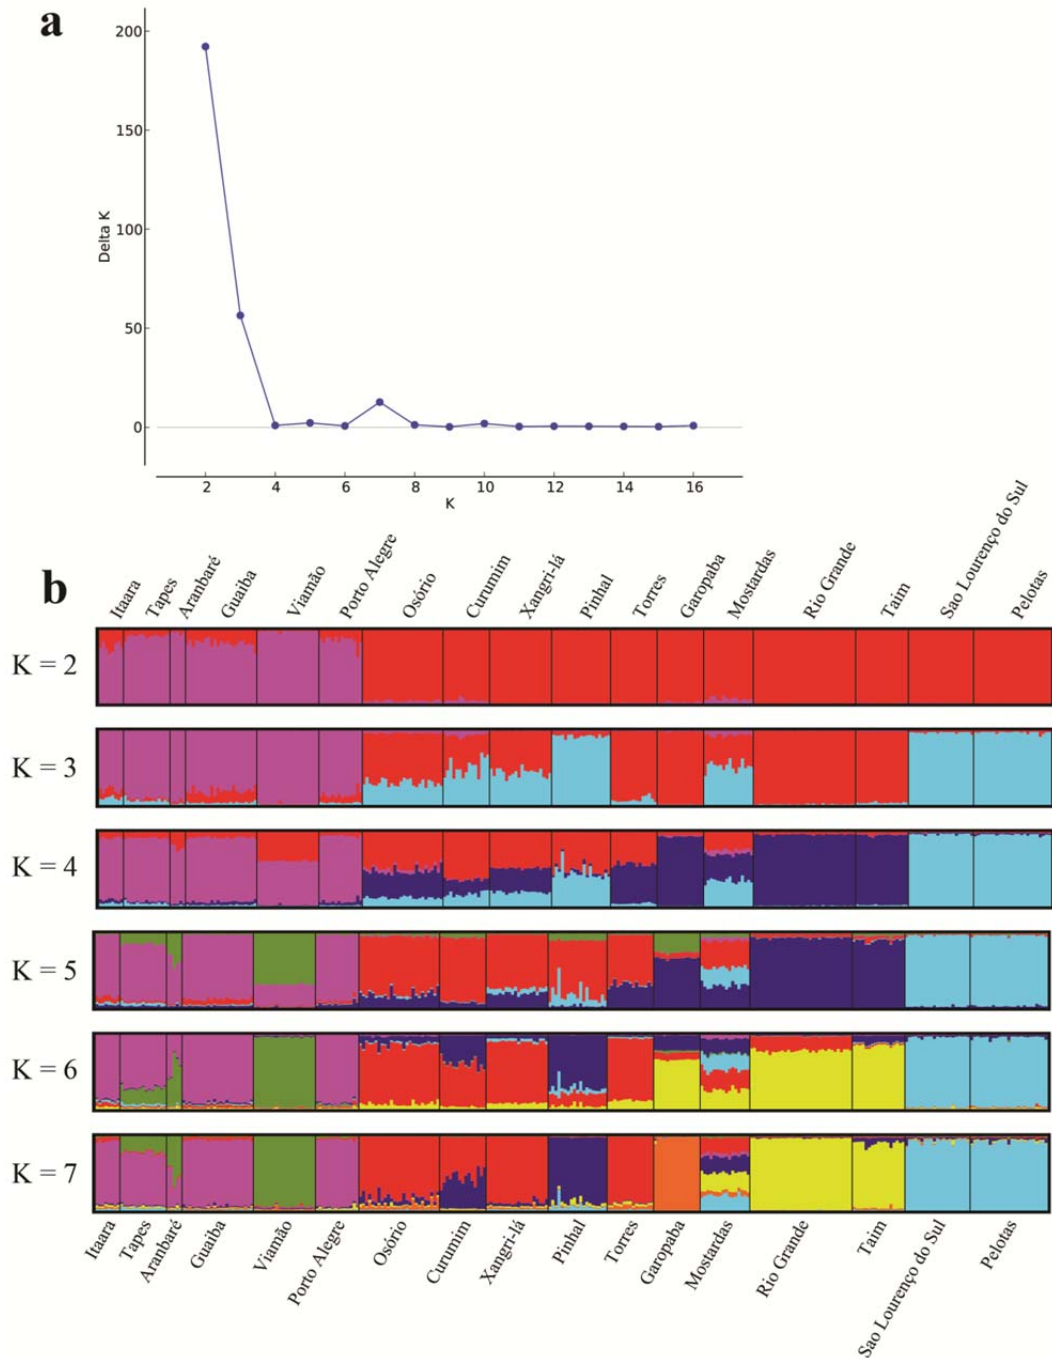 a
200
150
100
50
0
Delta K
2 4 6 8 10 12 14 16
K
b
Itaara Tapes Aranbaré Guaiba Viamão Porto Alegre Osório Curumim Xangri-lá Pinhal Torres Garopaba Mostardas Rio Grande Taim Sao Lourenço do Sul Pelotas
K = 2
K = 3
K = 4
K = 5
K = 6
K = 7
Itaara Tapes Aranbaré Guaiba Viamão Porto Alegre Osório Curumim Xangri-lá Pinhal Torres Garopaba Mostardas Rio Grande Taim Sao Lourenço do Sul Pelotas